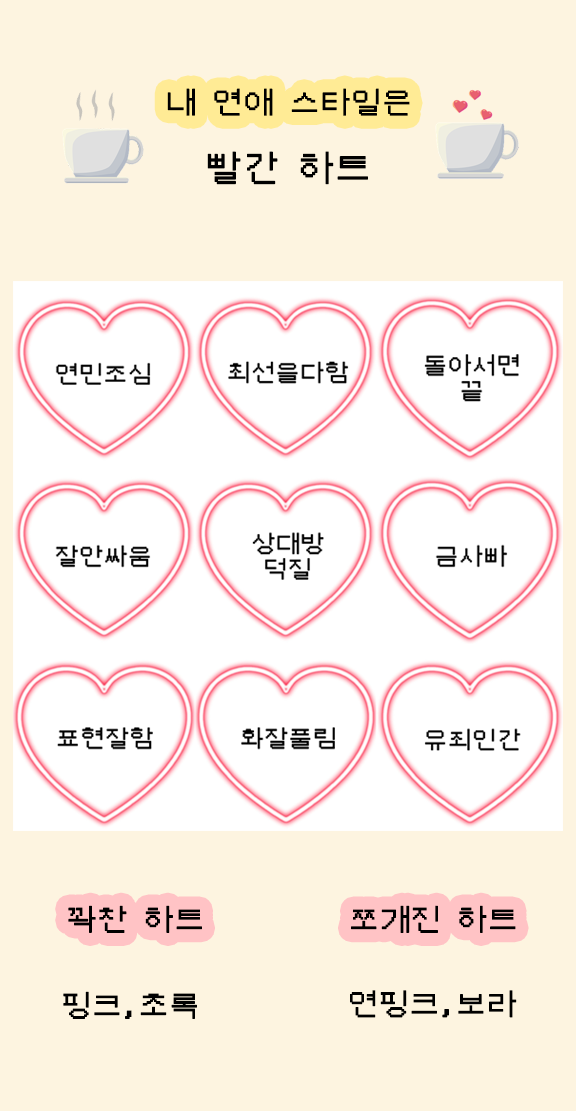 내 연애 스타일은
빨간 하트
연민조심
최선을다함
돌아서면
끝
잘안싸움
상대방
덕질
금사빠
표현잘함
화잘풀림
유죄인간
꽉찬 하트
쪼개진 하트
핑크,초록
연핑크,보라